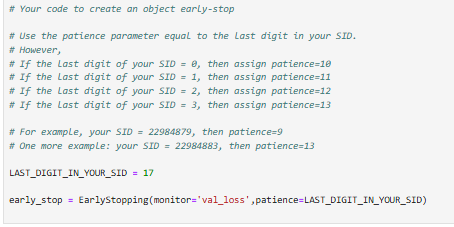 # Your code to create an object early-stop
# Use the patience parameter equal to the last digit in your SID.
# However,
# If the last digit of your SID = 0, then assign patience=10
# If the last digit of your SID = 1, then assign patience=11
# If the last digit of your SID = 2, then assign patience=12
# If the last digit of your SID = 3, then assign patience=13
# For example, your SID = 22984879, then patience=9
# One more example: your SID = 22984883, then patience=13
LAST_DIGIT_IN_YOUR_SID = 17
early_stop = EarlyStopping(monitor='val_loss',patience=LAST_DIGIT_IN_YOUR_SID)